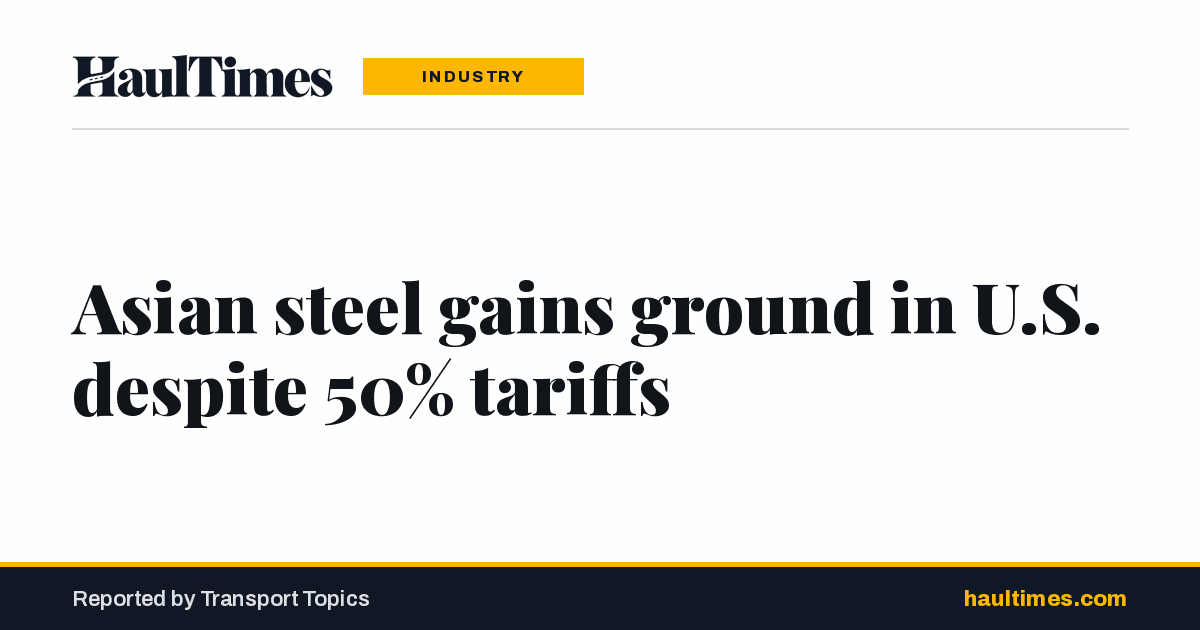 HaulTimes
INDUSTRY
Asian steel gains ground in U.S.
despite 50% tariffs
Reported by Transport Topics
haultimes.com